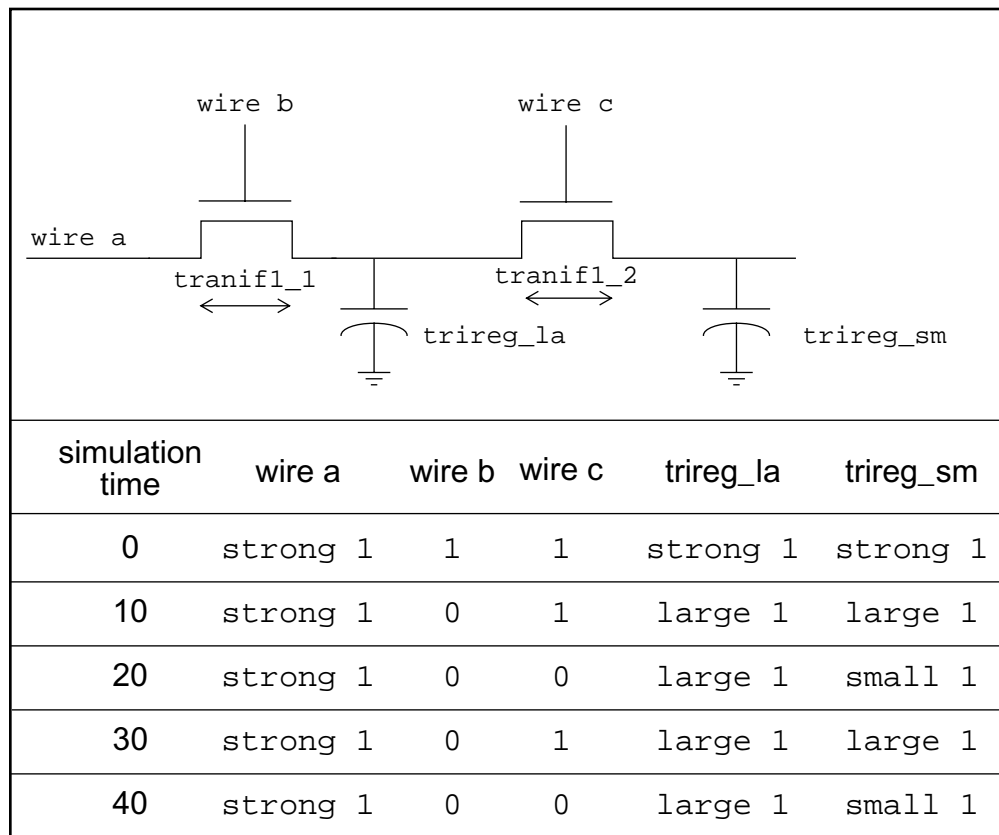 wire b wire c
wire a
tranif1_1 tranif1_2
trireg_la trireg_sm
simulation time wire a wire b wire c trireg_la trireg_sm
0 strong 1 1 1 strong 1 strong 1
10 strong 1 0 1 large 1 large 1
20 strong 1 0 0 large 1 small 1
30 strong 1 0 1 large 1 large 1
40 strong 1 0 0 large 1 small 1